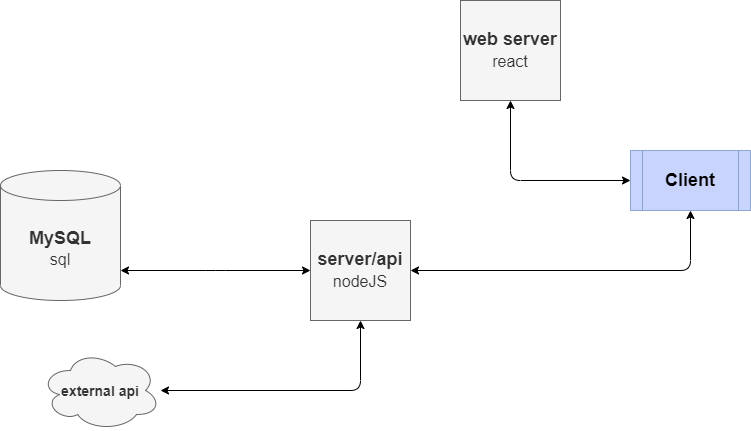 web server
react
Client
MySQL
sql
server/api
nodeJS
external api